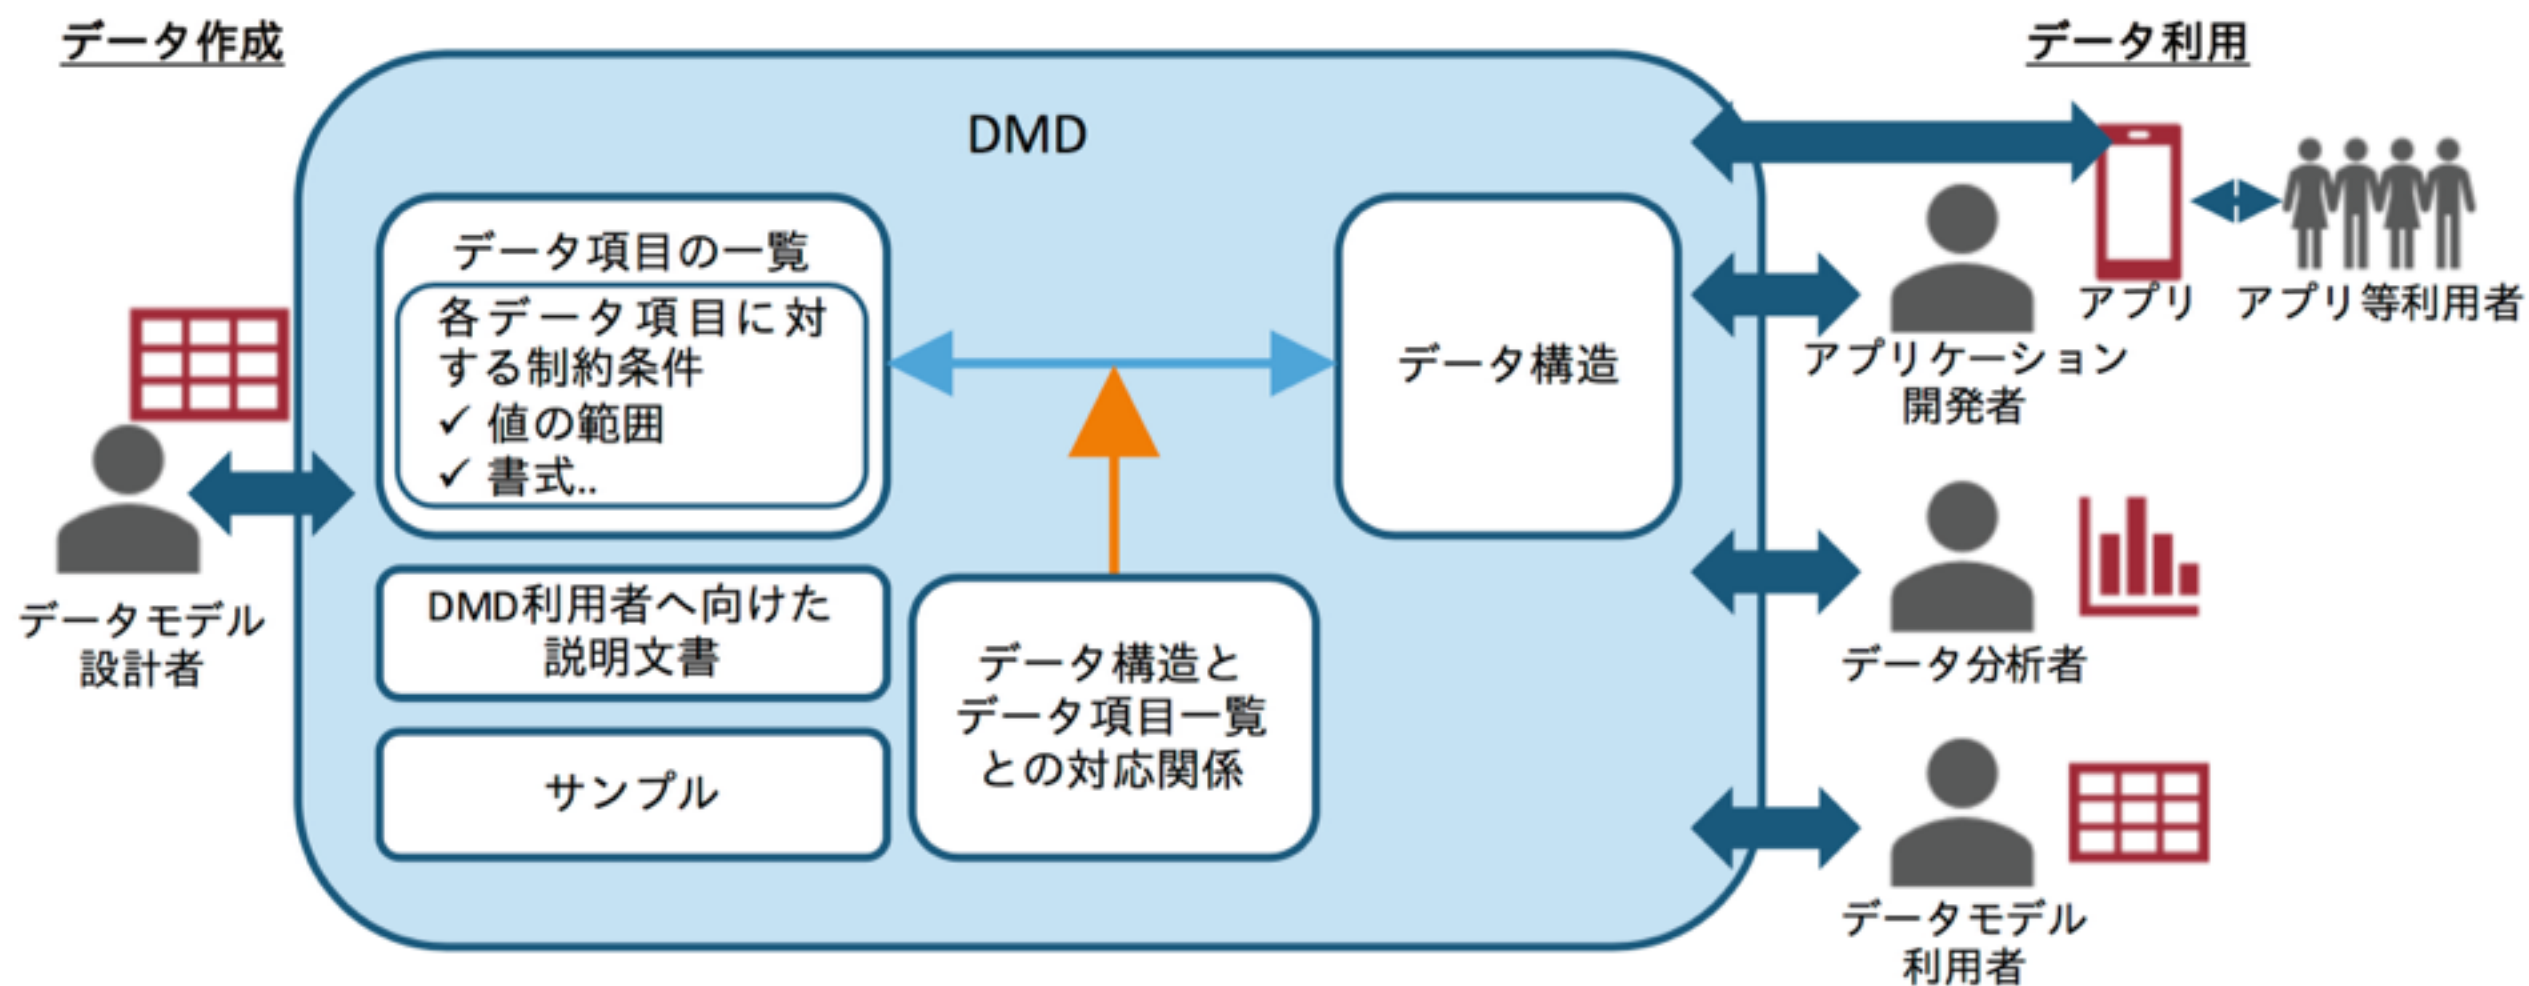 データ作成
データ利用
DMD
データ項目の一覧
各データ項目に対
する制約条件
✓ 値の範囲
✓ 書式..
データ構造
DMD利用者へ向けた
説明文書
サンプル
データ構造と
データ項目一覧
との対応関係
データモデル
設計者
アプリ
アプリ等利用者
アプリケーション
開発者
データ分析者
データモデル
利用者